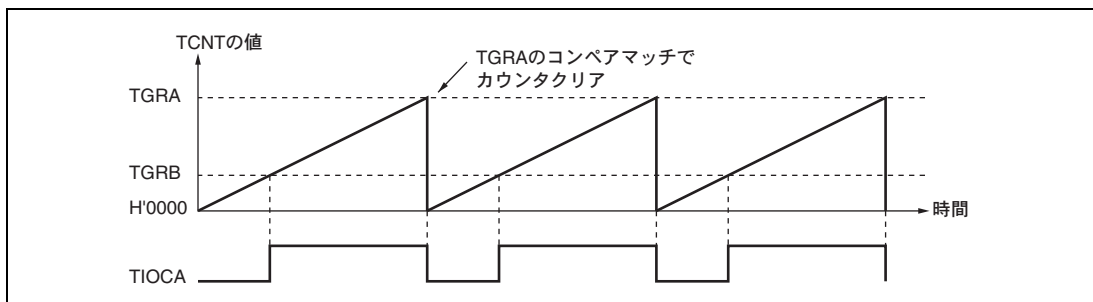 TCNTの値
TGRAのコンペアマッチで
カウンタクリア
TGRA
TGRB
H'0000
時間
TIOCA